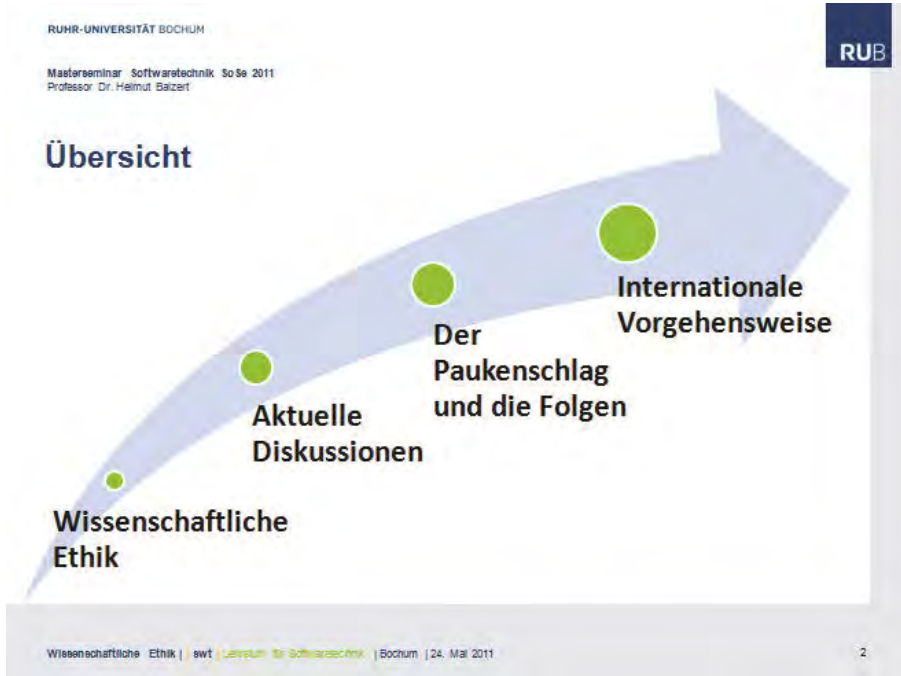 RUHR-UNIVERSITÄT BOCHUM
RUB
Masterseminar Softwaretechnik SoSe 2011
Professor Dr. Helmut Balzert
Übersicht
Internationale
Vorgehensweise
Der
Paukenschlag
und die Folgen
Aktuelle
Diskussionen
Wissenschaftliche
Ethik
Wissenschaftliche Ethik | swt | Lehrstuhl für Softwaretechnik | Bochum | 24. Mai 2011
2